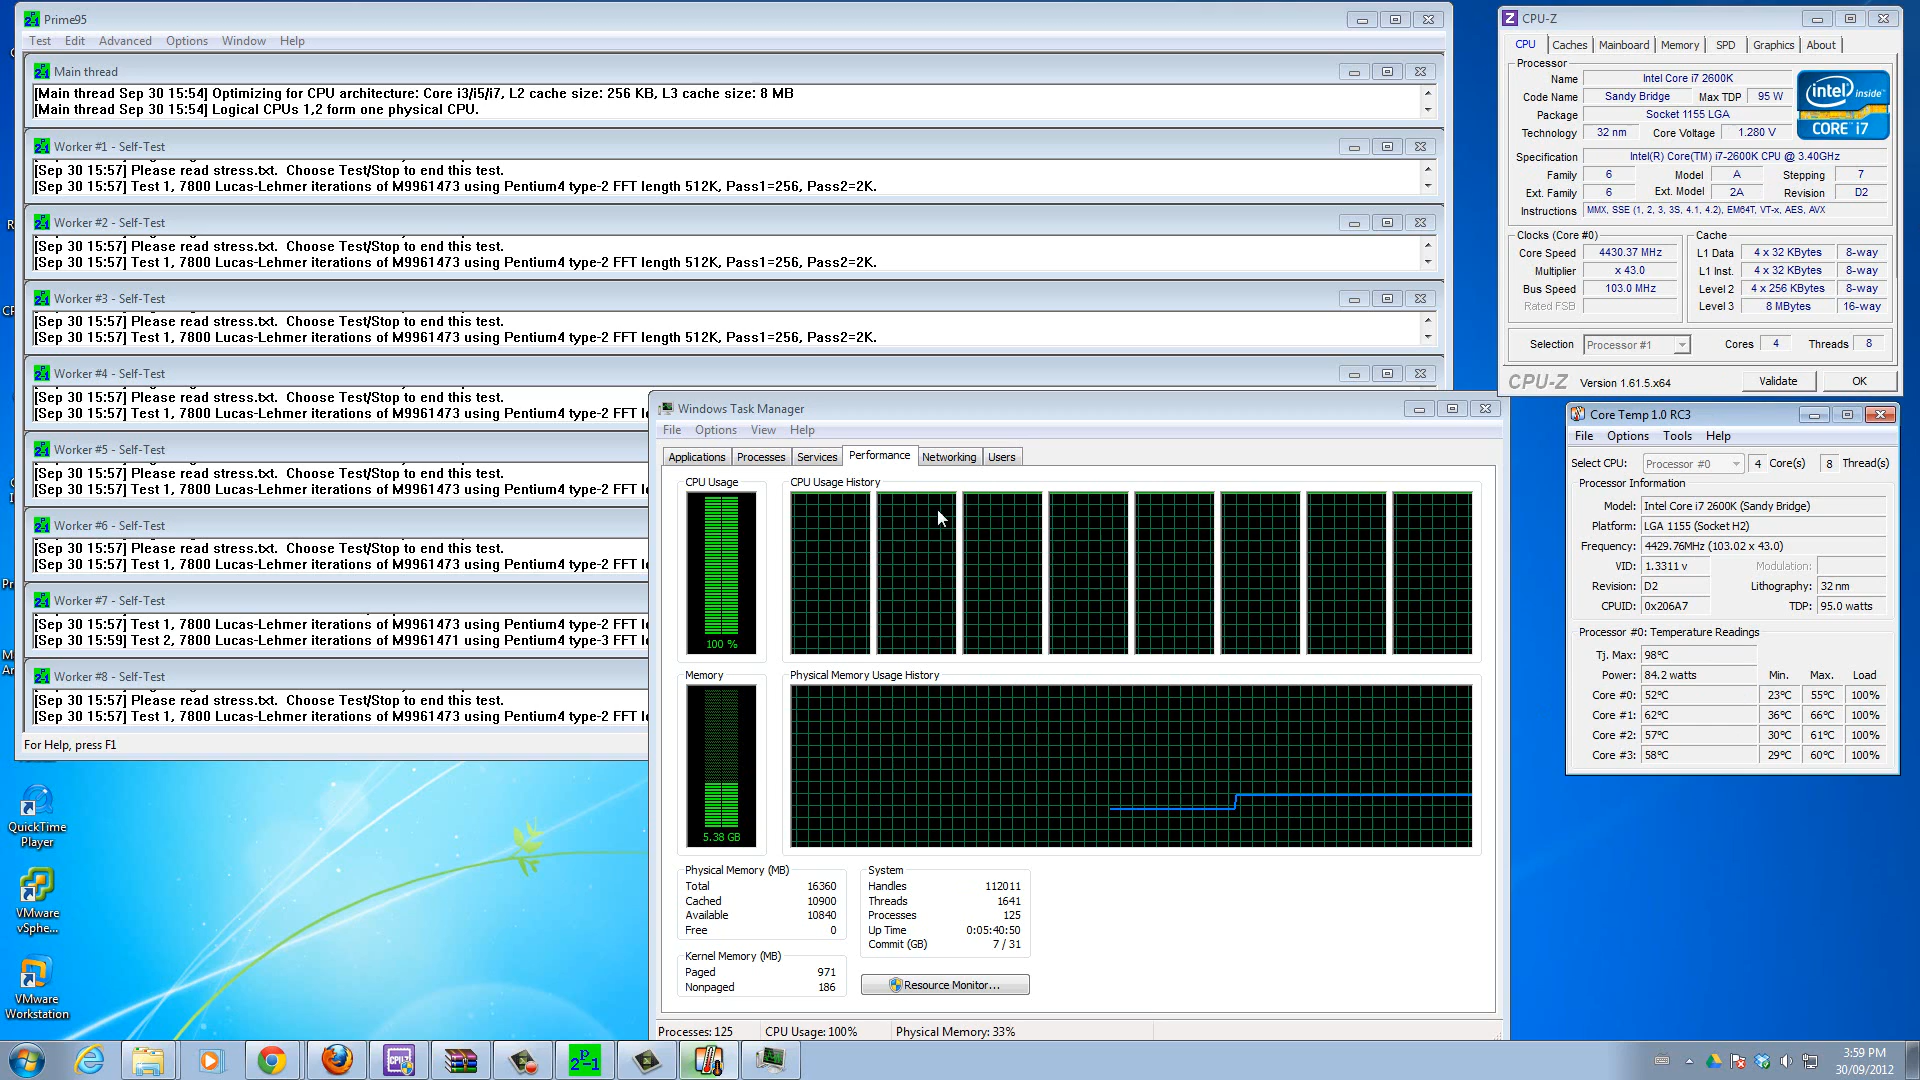 Prime95
Test Edit Advanced Options Window Help
Main thread
[Main thread Sep 30 15:54] Optimizing for CPU architecture: Core i3/i5/i7, L2 cache size: 256 KB, L3 cache size: 8 MB
[Main thread Sep 30 15:54] Logical CPUs 1,2 form one physical CPU.
Worker #1 - Self-Test
[Sep 30 15:57] Please read stress.txt.  Choose Test/Stop to end this test.
[Sep 30 15:57] Test 1, 7800 Lucas-Lehmer iterations of M9961473 using Pentium4 type-2 FFT length 512K, Pass1=256, Pass2=2K.
Worker #2 - Self-Test
[Sep 30 15:57] Please read stress.txt.  Choose Test/Stop to end this test.
[Sep 30 15:57] Test 1, 7800 Lucas-Lehmer iterations of M9961473 using Pentium4 type-2 FFT length 512K, Pass1=256, Pass2=2K.
Worker #3 - Self-Test
[Sep 30 15:57] Please read stress.txt.  Choose Test/Stop to end this test.
[Sep 30 15:57] Test 1, 7800 Lucas-Lehmer iterations of M9961473 using Pentium4 type-2 FFT length 512K, Pass1=256, Pass2=2K.
Worker #4 - Self-Test
[Sep 30 15:57] Please read stress.txt.  Choose Test/Stop to end this test.
[Sep 30 15:57] Test 1, 7800 Lucas-Lehmer iterations of M9961473 using Pentium4 type-2 FFT
Worker #5 - Self-Test
[Sep 30 15:57] Please read stress.txt.  Choose Test/Stop to end this test.
[Sep 30 15:57] Test 1, 7800 Lucas-Lehmer iterations of M9961473 using Pentium4 type-2 FFT
Worker #6 - Self-Test
[Sep 30 15:57] Please read stress.txt.  Choose Test/Stop to end this test.
[Sep 30 15:57] Test 1, 7800 Lucas-Lehmer iterations of M9961473 using Pentium4 type-2 FFT
Worker #7 - Self-Test
[Sep 30 15:57] Test 1, 7800 Lucas-Lehmer iterations of M9961473 using Pentium4 type-2 FFT
[Sep 30 15:59] Test 2, 7800 Lucas-Lehmer iterations of M9961471 using Pentium4 type-3 FFT
Worker #8 - Self-Test
[Sep 30 15:57] Please read stress.txt.  Choose Test/Stop to end this test.
[Sep 30 15:57] Test 1, 7800 Lucas-Lehmer iterations of M9961473 using Pentium4 type-2 FFT
For Help, press F1
CPU-Z
CPU Caches Mainboard Memory SPD Graphics About
Processor
Name Intel Core i7 2600K
Code Name Sandy Bridge Max TDP 95 W
Package Socket 1155 LGA
Technology 32 nm Core Voltage 1.280 V
intel inside
CORE i7
Specification Intel(R) Core(TM) i7-2600K CPU @ 3.40GHz
Family 6 Model A Stepping 7
Ext. Family 6 Ext. Model 2A Revision D2
Instructions MMX, SSE (1, 2, 3, 3S, 4.1, 4.2), EM64T, VT-x, AES, AVX
Clocks (Core #0) Cache
Core Speed 4430.37 MHz L1 Data 4 x 32 KBytes 8-way
Multiplier x 43.0 L1 Inst. 4 x 32 KBytes 8-way
Bus Speed 103.0 MHz Level 2 4 x 256 KBytes 8-way
Rated FSB Level 3 8 MBytes 16-way
Selection Processor #1 Cores 4 Threads 8
CPU-Z Version 1.61.5.x64 Validate OK
Windows Task Manager
File Options View Help
Applications Processes Services Performance Networking Users
CPU Usage CPU Usage History
100 %
Memory Physical Memory Usage History
5.38 GB
Physical Memory (MB)
Total 16360
Cached 10900
Available 10840
Free 0
Kernel Memory (MB)
Paged 971
Nonpaged 186
System
Handles 112011
Threads 1641
Processes 125
Up Time 0:05:40:50
Commit (GB) 7 / 31
Resource Monitor...
Processes: 125 CPU Usage: 100% Physical Memory: 33%
Core Temp 1.0 RC3
File Options Tools Help
Select CPU: Processor #0 4 Core(s) 8 Thread(s)
Processor Information
Model: Intel Core i7 2600K (Sandy Bridge)
Platform: LGA 1155 (Socket H2)
Frequency: 4429.76MHz (103.02 x 43.0)
VID: 1.3311 v Modulation:
Revision: D2 Lithography: 32 nm
CPUID: 0x206A7 TDP: 95.0 watts
Processor #0: Temperature Readings
Tj. Max: 98°C
Power: 84.2 watts Min. Max. Load
Core #0: 52°C 23°C 55°C 100%
Core #1: 62°C 36°C 66°C 100%
Core #2: 57°C 30°C 61°C 100%
Core #3: 58°C 29°C 60°C 100%
QuickTime
Player
VMware
vSphe...
VMware
Workstation
3:59 PM
30/09/2012